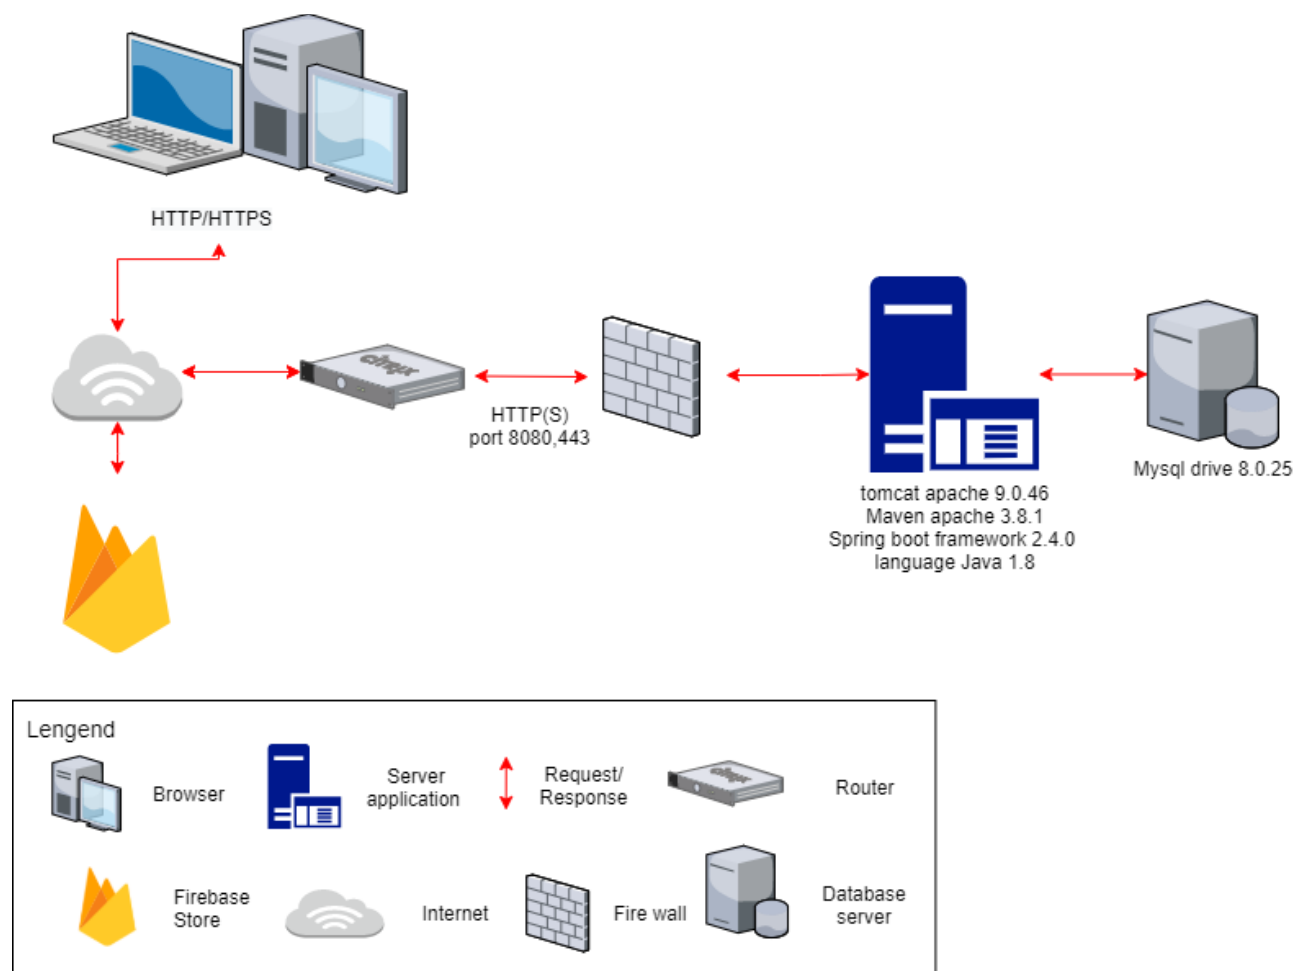 HTTP/HTTPS
citrix
HTTP(S)
port 8080,443
tomcat apache 9.0.46
Maven apache 3.8.1
Spring boot framework 2.4.0
language Java 1.8
Mysql drive 8.0.25
Lengend
Browser
Server
application
Request/
Response
citrix
Router
Firebase
Store
Internet
Fire wall
Database
server